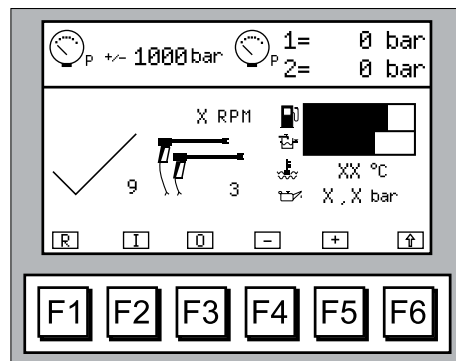 P +/- 1000 bar P 1= 0 bar
2= 0 bar
X RPM
XX °C
9 3 X,X bar
R I O - + ⇧
F1 F2 F3 F4 F5 F6